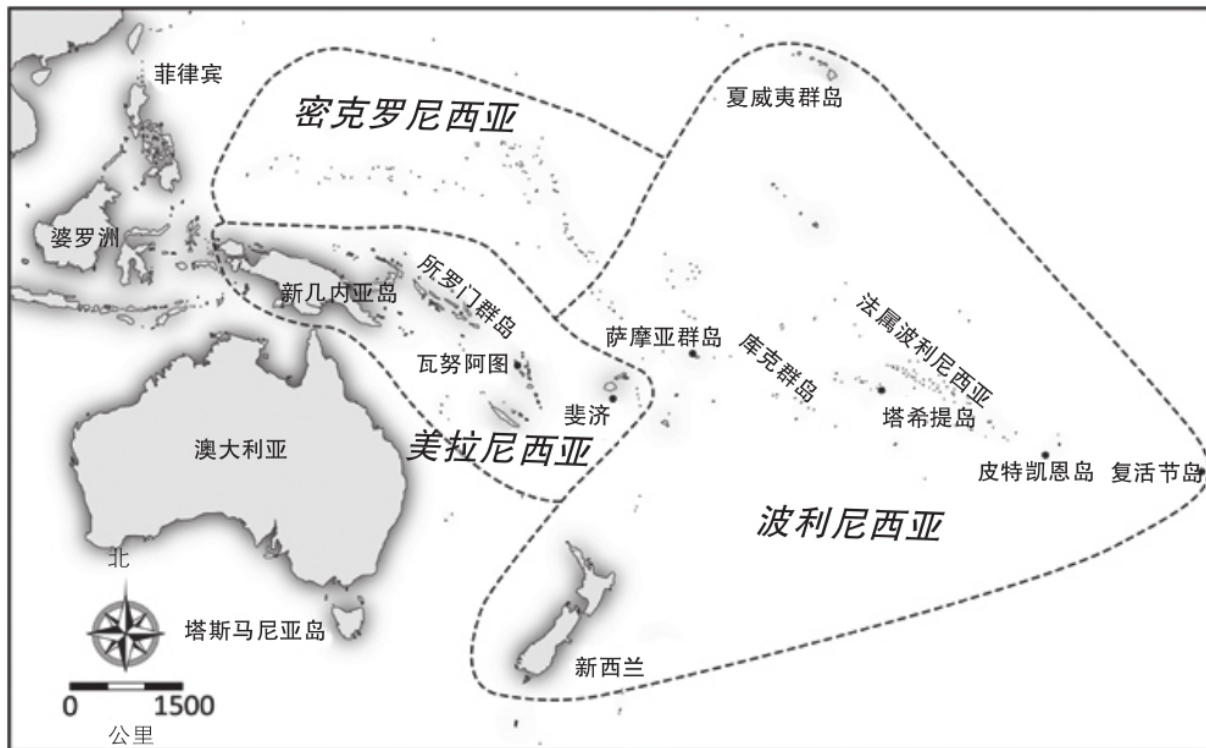 菲律宾
夏威夷群岛
密克罗尼西亚
婆罗洲
新几内亚岛
所罗门群岛
萨摩亚群岛
库克群岛
法属波利尼西亚
瓦努阿图
斐济
塔希提岛
澳大利亚
美拉尼西亚
皮特凯恩岛
复活节岛
波利尼西亚
北
塔斯马尼亚岛
新西兰
0 1500
公里